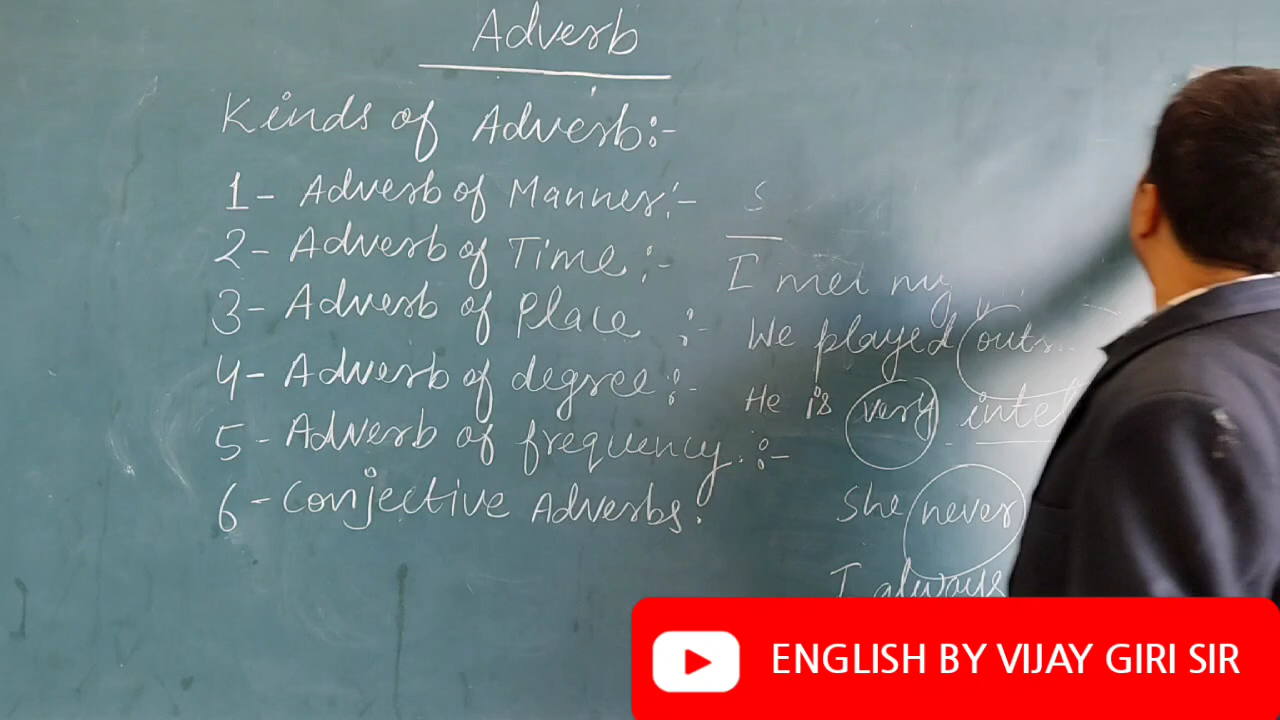 Adverb
Kinds of Adverb:-
1- Adverb of Manner:- S
2- Adverb of Time:- I met my
3- Adverb of Place :- We played outs
4- Adverb of degree:- He is very intel
5- Adverb of frequency:-
6- Conjective Adverbs. She never
I always
ENGLISH BY VIJAY GIRI SIR